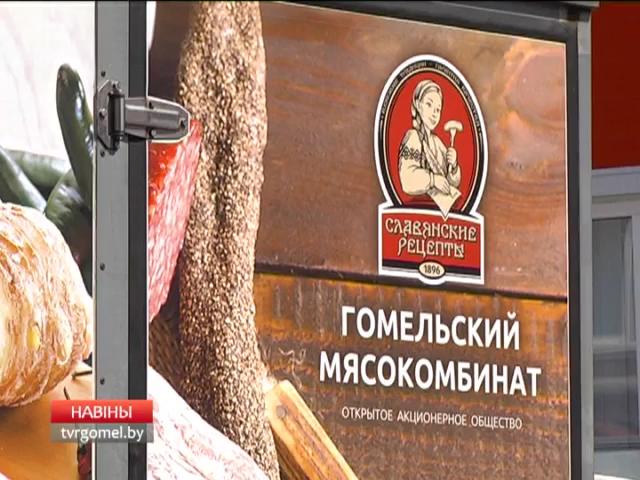 СЛАВЯНСКИЕ
РЕЦЕПТЫ
1896
ГОМЕЛЬСКИЙ
МЯСОКОМБИНАТ
ОТКРЫТОЕ АКЦИОНЕРНОЕ ОБЩЕСТВО
НАВІНЫ
tvrgomel.by